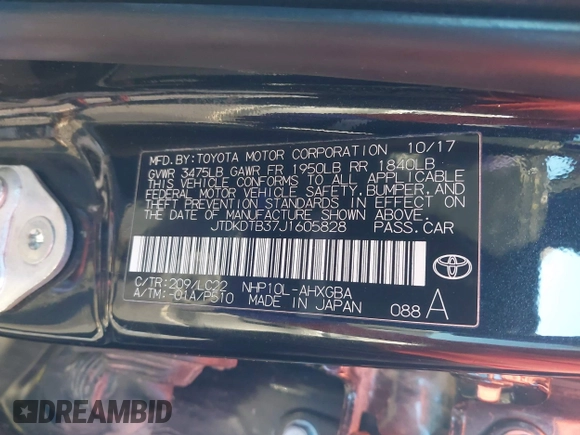 MFD. BY: TOYOTA MOTOR CORPORATION 10/17
GVWR 3475LB GAWR FR 1950LB RR 1840LB
THIS VEHICLE CONFORMS TO ALL APPLICABLE
FEDERAL MOTOR VEHICLE SAFETY, BUMPER, AND
THEFT PREVENTION STANDARDS IN EFFECT ON
THE DATE OF MANUFACTURE SHOWN ABOVE.
JTDKDTB37J1605828 PASS.CAR
C/TR: 209/LC22 NHP10L-AHXGBA
A/TM: -01A/P510 MADE IN JAPAN 088 A
DREAMBID